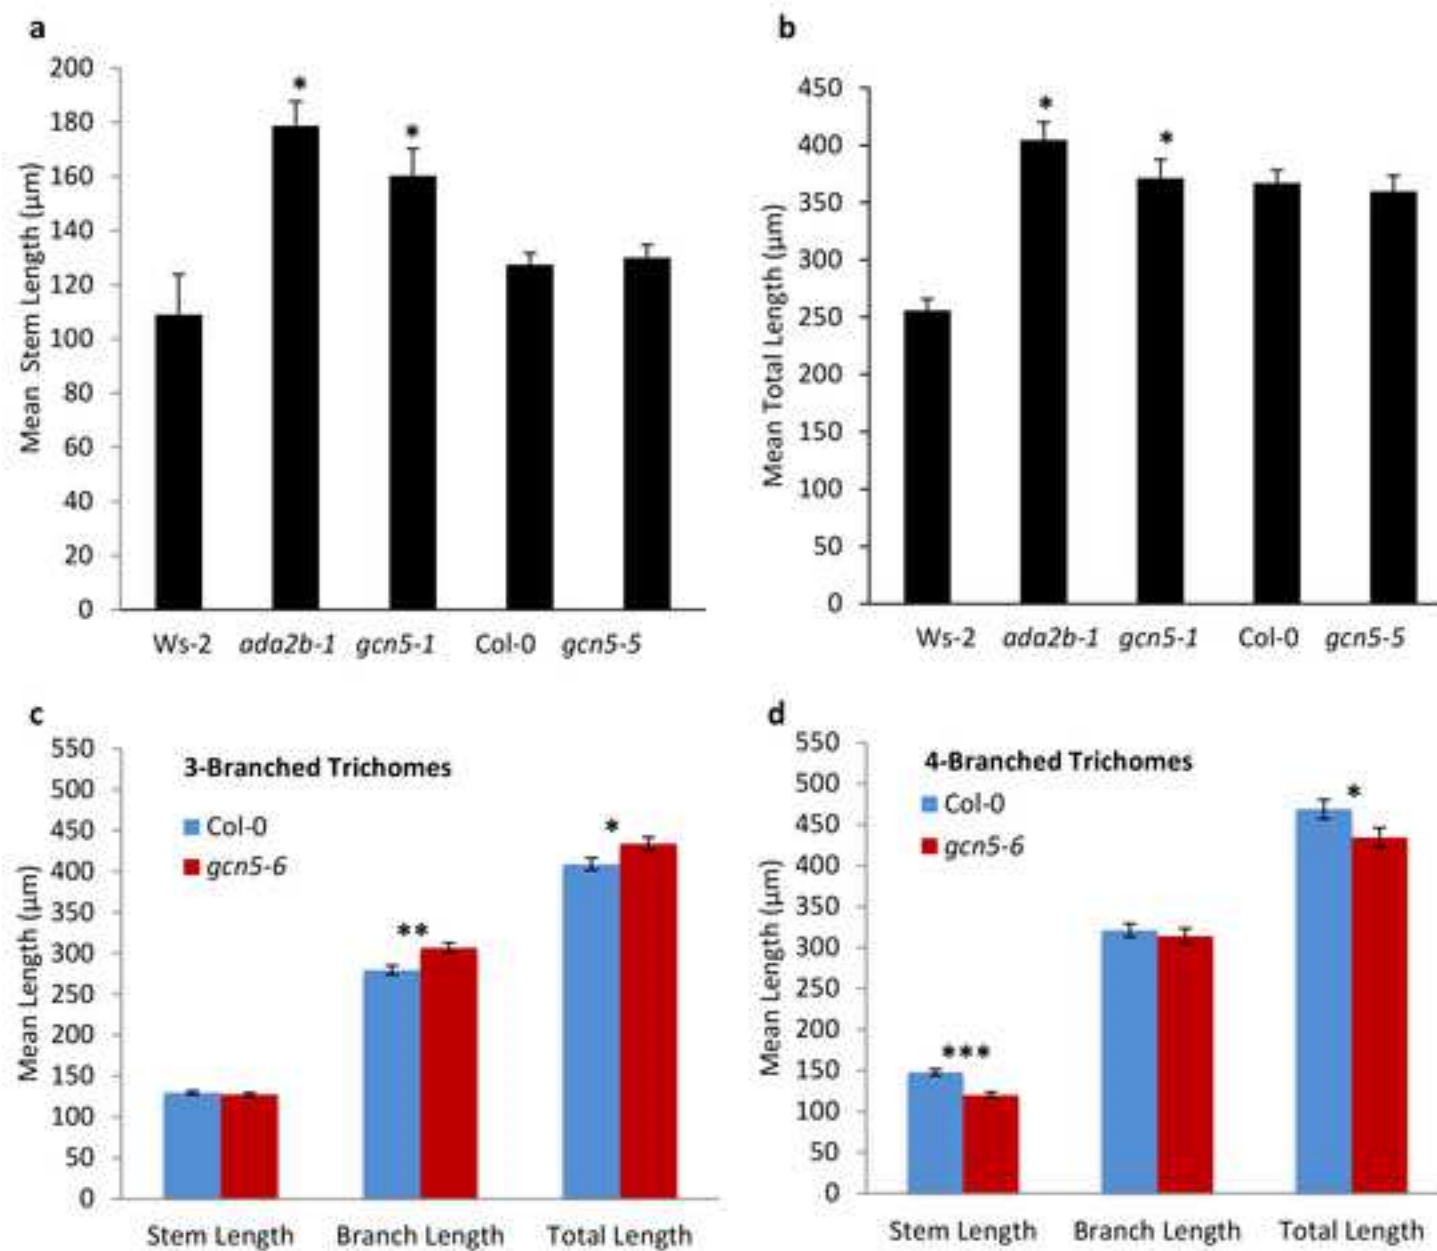 a
200
180
160
140
120
100
80
60
40
20
0
Mean Stem Length (µm)
*
*
Ws-2 ada2b-1 gcn5-1 Col-0 gcn5-5
b
450
400
350
300
250
200
150
100
50
0
Mean Total Length (µm)
*
*
Ws-2 ada2b-1 gcn5-1 Col-0 gcn5-5
c
550
500
450
400
350
300
250
200
150
100
50
0
Mean Length (µm)
3-Branched Trichomes
Col-0
gcn5-6
**
*
Stem Length Branch Length Total Length
d
550
500
450
400
350
300
250
200
150
100
50
0
Mean Length (µm)
4-Branched Trichomes
Col-0
gcn5-6
***
*
Stem Length Branch Length Total Length